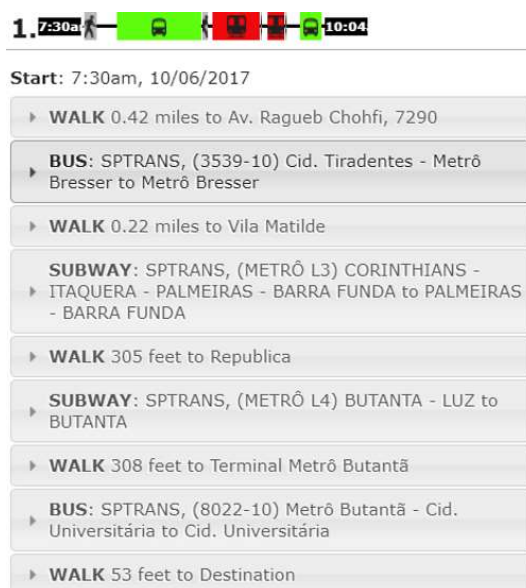 1. 7:30am 10:04
Start: 7:30am, 10/06/2017
WALK 0.42 miles to Av. Ragueb Chohfi, 7290
BUS: SPTRANS, (3539-10) Cid. Tiradentes - Metrô
Bresser to Metrô Bresser
WALK 0.22 miles to Vila Matilde
SUBWAY: SPTRANS, (METRÔ L3) CORINTHIANS -
ITAQUERA - PALMEIRAS - BARRA FUNDA to PALMEIRAS
- BARRA FUNDA
WALK 305 feet to Republica
SUBWAY: SPTRANS, (METRÔ L4) BUTANTA - LUZ to
BUTANTA
WALK 308 feet to Terminal Metrô Butantã
BUS: SPTRANS, (8022-10) Metrô Butantã - Cid.
Universitária to Cid. Universitária
WALK 53 feet to Destination